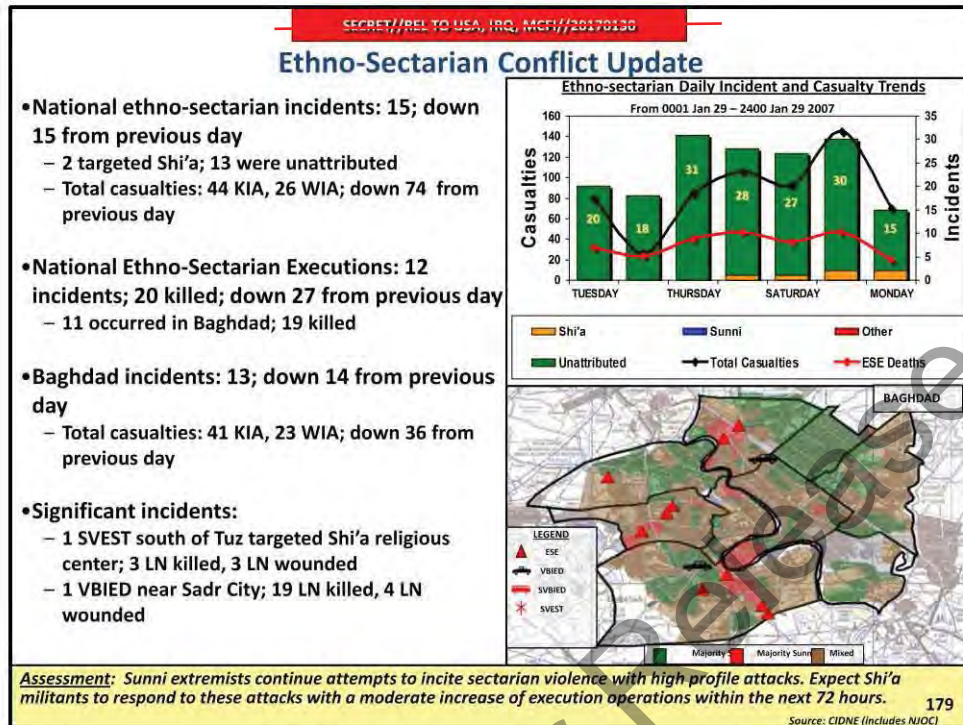 SECRET//REL TO USA, IRQ, MCFI//20170130
Ethno-Sectarian Conflict Update
•National ethno-sectarian incidents: 15; down
15 from previous day
– 2 targeted Shi'a; 13 were unattributed
– Total casualties: 44 KIA, 26 WIA; down 74 from
previous day
•National Ethno-Sectarian Executions: 12
incidents; 20 killed; down 27 from previous day
– 11 occurred in Baghdad; 19 killed
•Baghdad incidents: 13; down 14 from previous
day
– Total casualties: 41 KIA, 23 WIA; down 36 from
previous day
•Significant incidents:
– 1 SVEST south of Tuz targeted Shi'a religious
center; 3 LN killed, 3 LN wounded
– 1 VBIED near Sadr City; 19 LN killed, 4 LN
wounded
Ethno-sectarian Daily Incident and Casualty Trends
From 0001 Jan 29 – 2400 Jan 29 2007
Casualties
160
140
120
100
80
60
40
20
0
20
18
31
28
27
30
15
35
30
25
20
15
10
5
0
Incidents
TUESDAY THURSDAY SATURDAY MONDAY
Shi'a Sunni Other
Unattributed Total Casualties ESE Deaths
BAGHDAD
LEGEND
ESE
VBIED
SVBIED
SVEST
Majority S Majority Sunn Mixed
Release
Assessment: Sunni extremists continue attempts to incite sectarian violence with high profile attacks. Expect Shi'a
militants to respond to these attacks with a moderate increase of execution operations within the next 72 hours.
179
Source: CIDNE (includes NJOC)